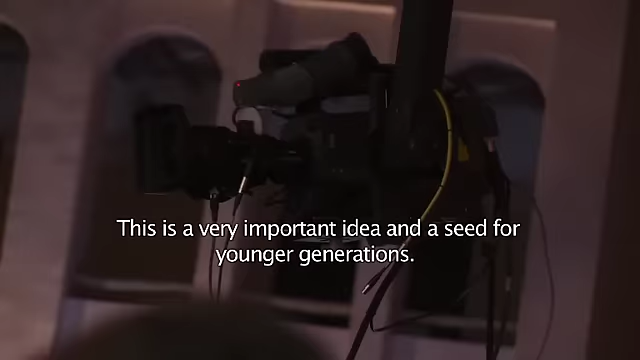 This is a very important idea and a seed for
younger generations.